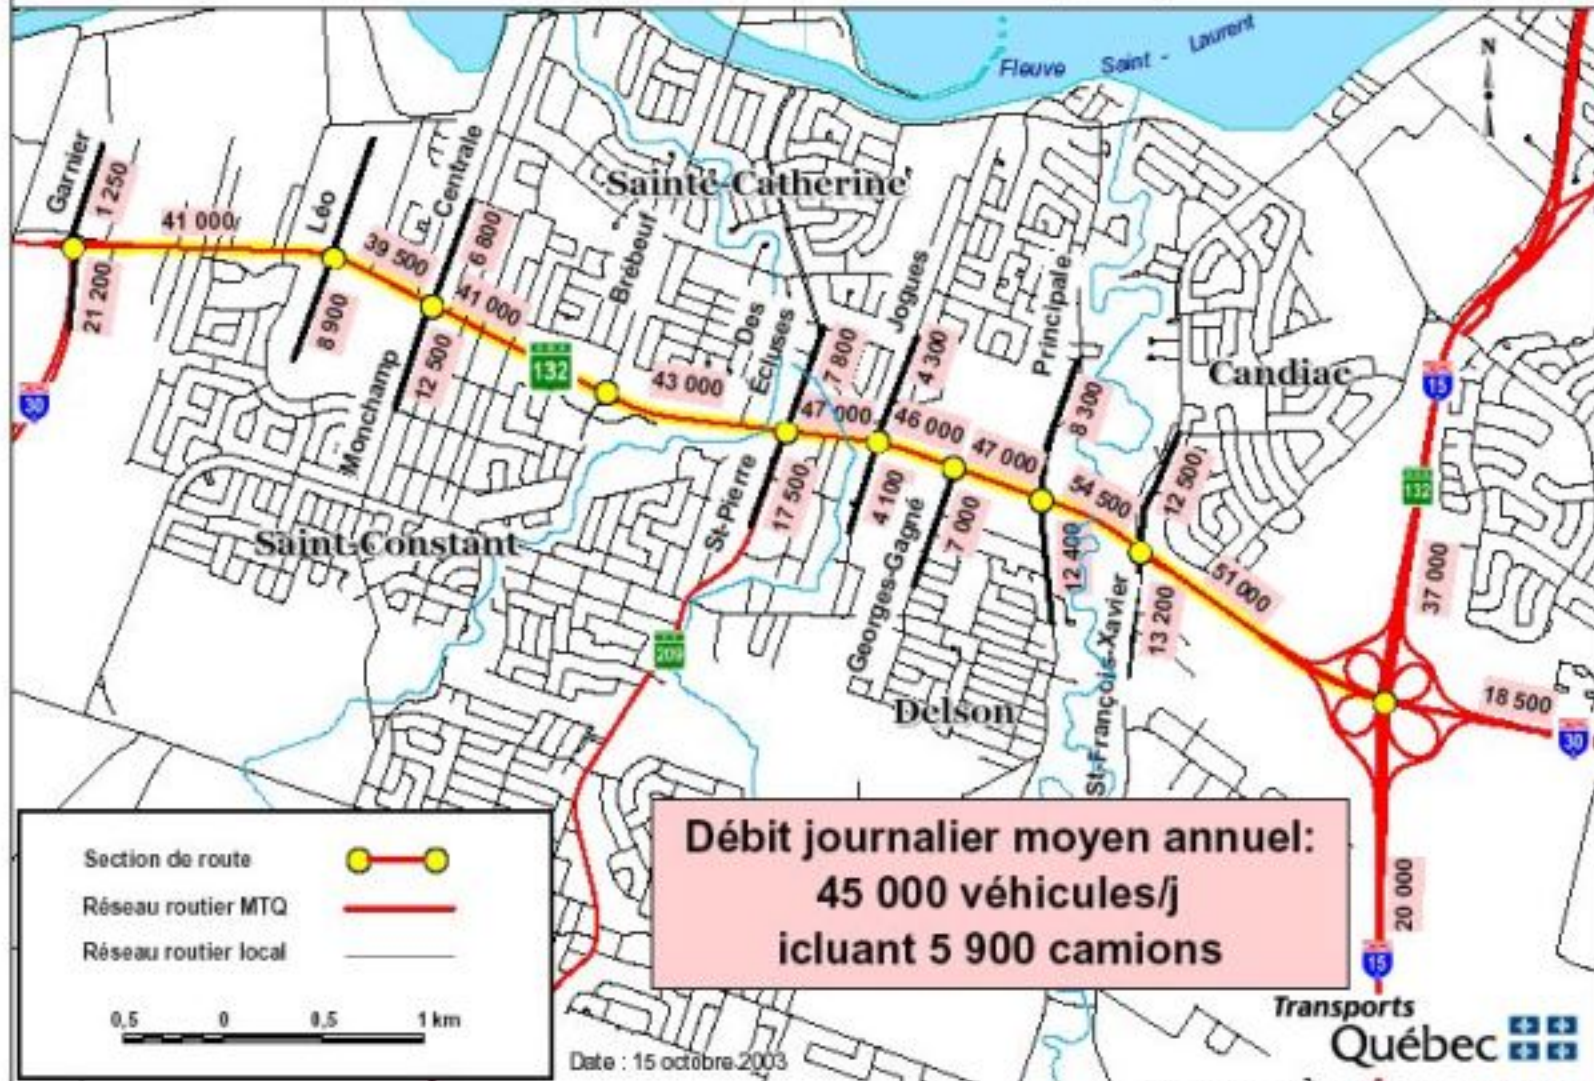 Fleuve Saint - Laurent
N
Garnier
1 250
41 000
21 200
30
Léo
8 900
39 500
Centrale
6 800
41 000
Monchamp
12 500
132
Brébeuf
43 000
Sainte-Catherine
Des
Écluses
7 800
47 000
St-Pierre
17 500
Jogues
4 300
46 000
4 100
Georges-Gagné
7 000
47 000
Principale
8 300
54 500
12 400
12 500
St-François-Xavier
13 200
51 000
Candiac
15
132
37 000
18 500
30
20 000
15
Saint-Constant
209
Delson
Section de route
Réseau routier MTQ
Réseau routier local
0,5 0 0,5 1 km
Débit journalier moyen annuel:
45 000 véhicules/j
icluant 5 900 camions
Date : 15 octobre 2003
Transports
Québec